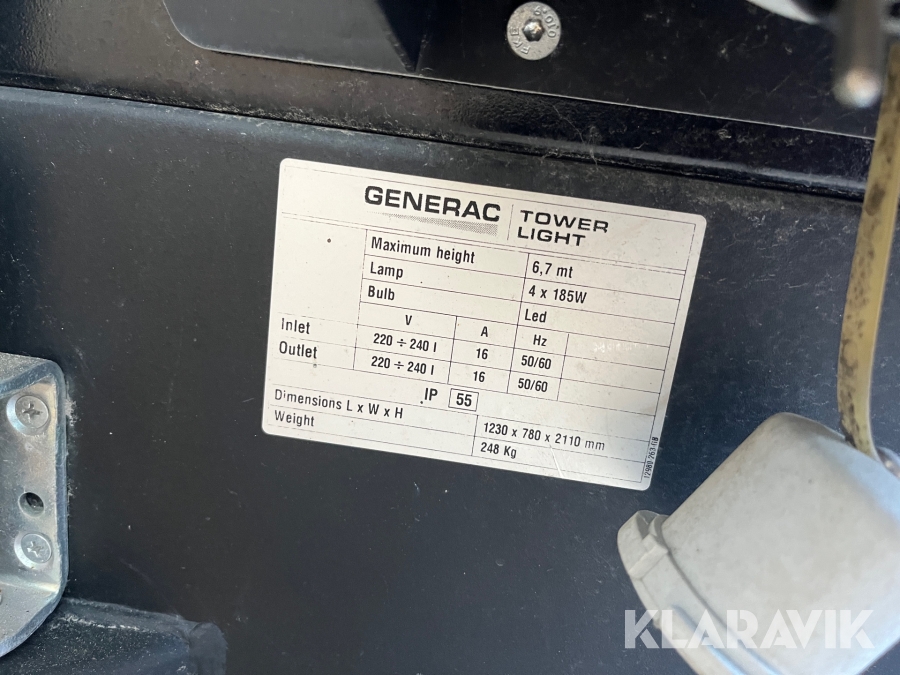 GENERAC TOWER LIGHT
Maximum height 6,7 mt
Lamp 4 x 185W
Bulb Led
V A Hz
Inlet 220 ÷ 240 I 16 50/60
Outlet 220 ÷ 240 I 16 50/60
IP 55
Dimensions L x W x H 1230 x 780 x 2110 mm
Weight 248 Kg
KLARAVIK